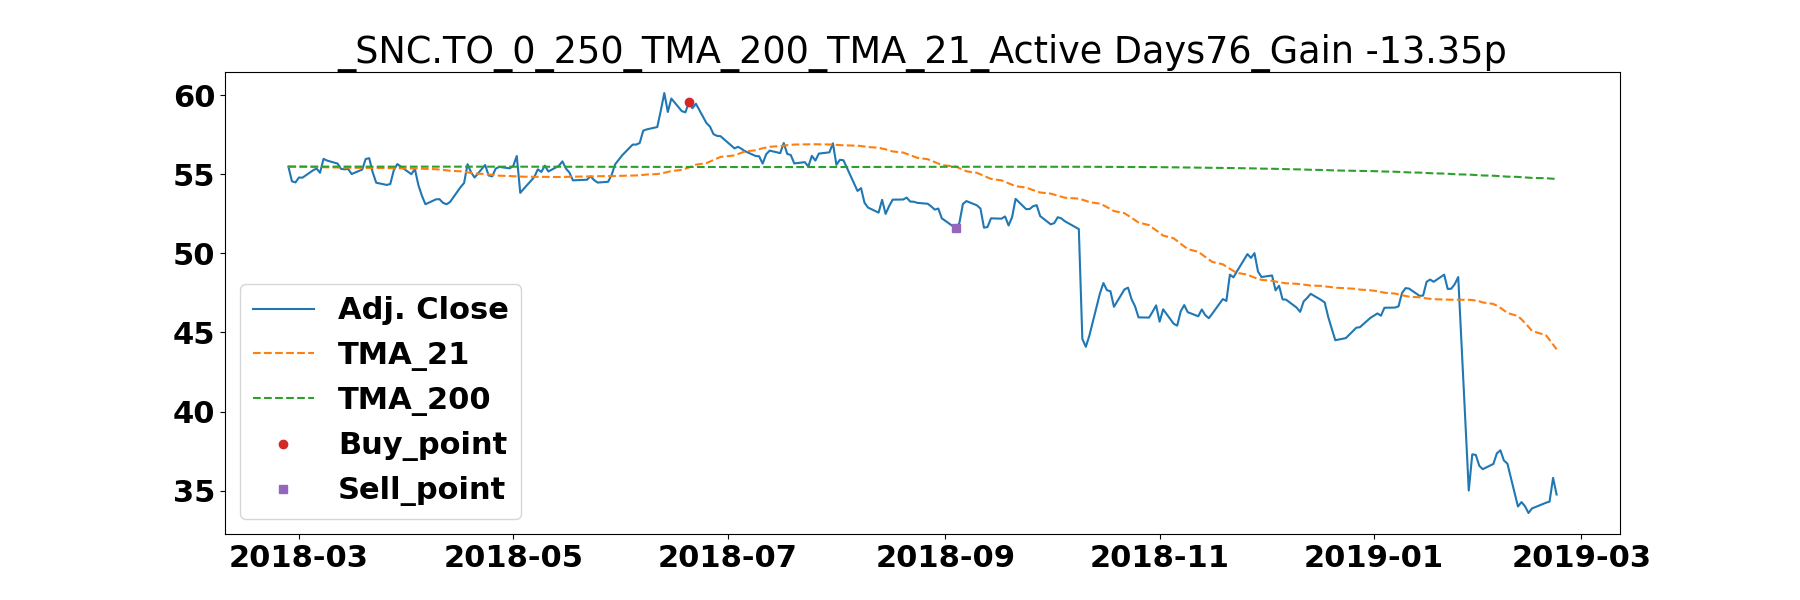 _SNC.TO_0_250_TMA_200_TMA_21_Active Days76_Gain -13.35p
60
55
50
45
40
35
Adj. Close
TMA_21
TMA_200
Buy_point
Sell_point
2018-03 2018-05 2018-07 2018-09 2018-11 2019-01 2019-03